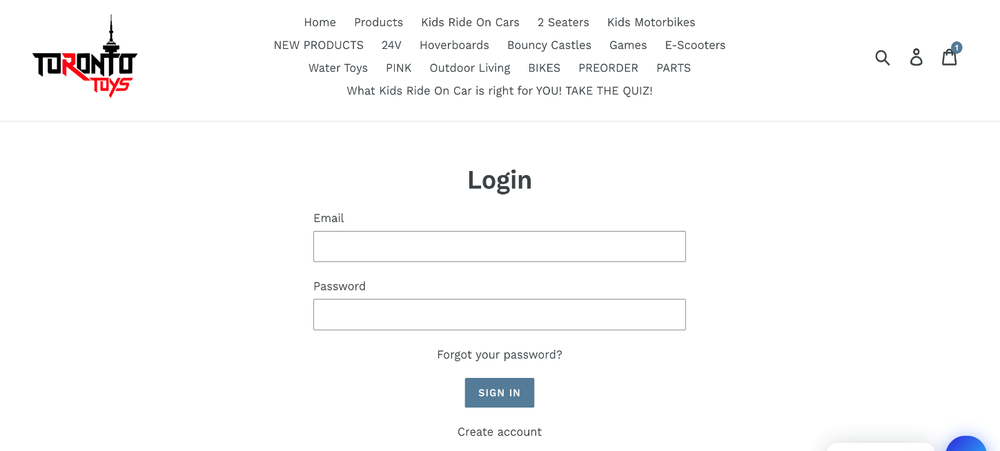 TORONTO
TOYS
Home Products Kids Ride On Cars 2 Seaters Kids Motorbikes
NEW PRODUCTS 24V Hoverboards Bouncy Castles Games E-Scooters
Water Toys PINK Outdoor Living BIKES PREORDER PARTS
What Kids Ride On Car is right for YOU! TAKE THE QUIZ!
1
Login
Email
Password
Forgot your password?
SIGN IN
Create account